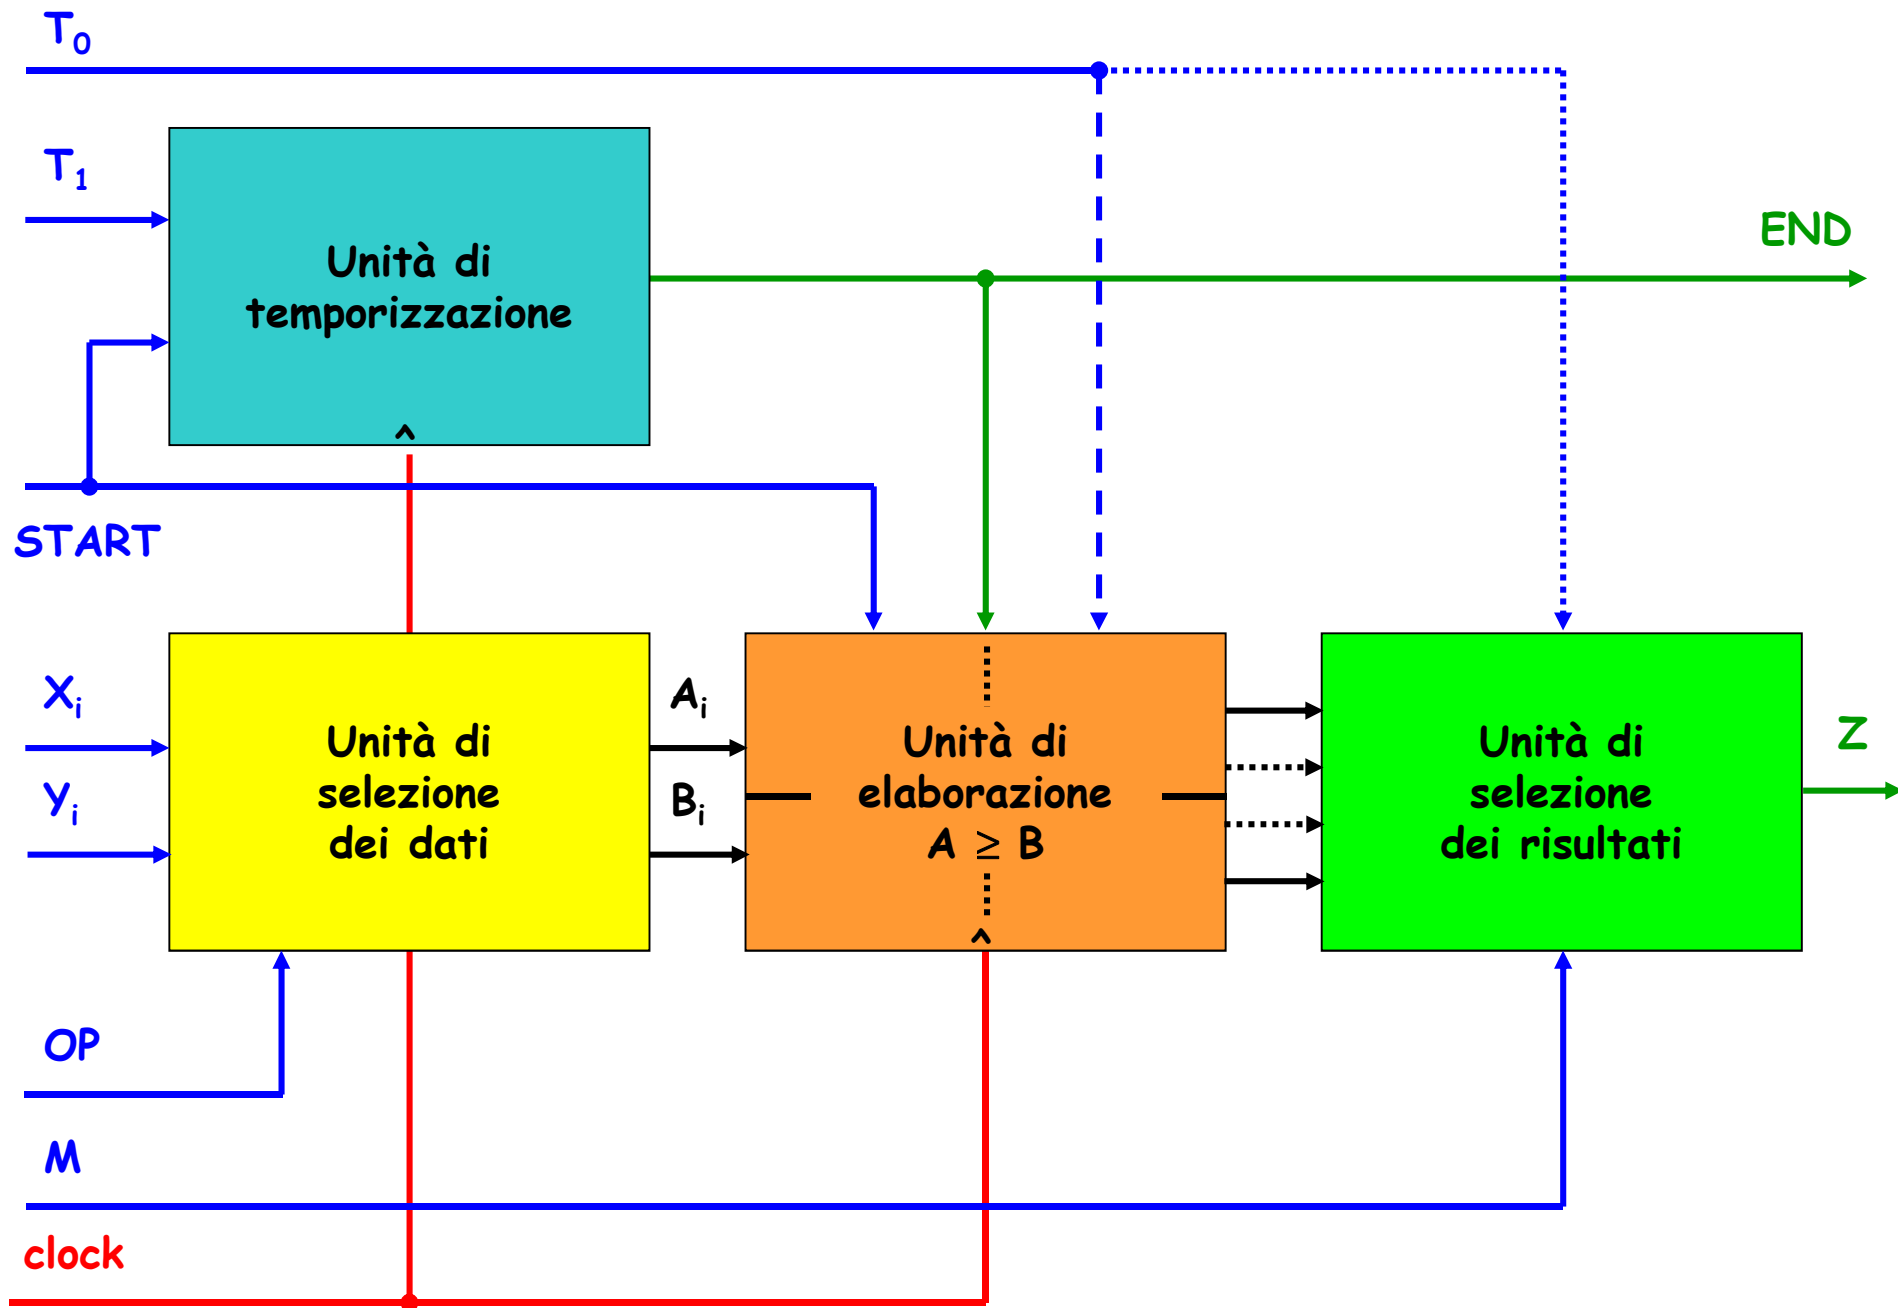 T0
T1
Unità di
temporizzazione
END
START
Xi
Yi
Unità di
selezione
dei dati
Ai
Bi
Unità di
elaborazione
A ≥ B
Unità di
selezione
dei risultati
Z
OP
M
clock